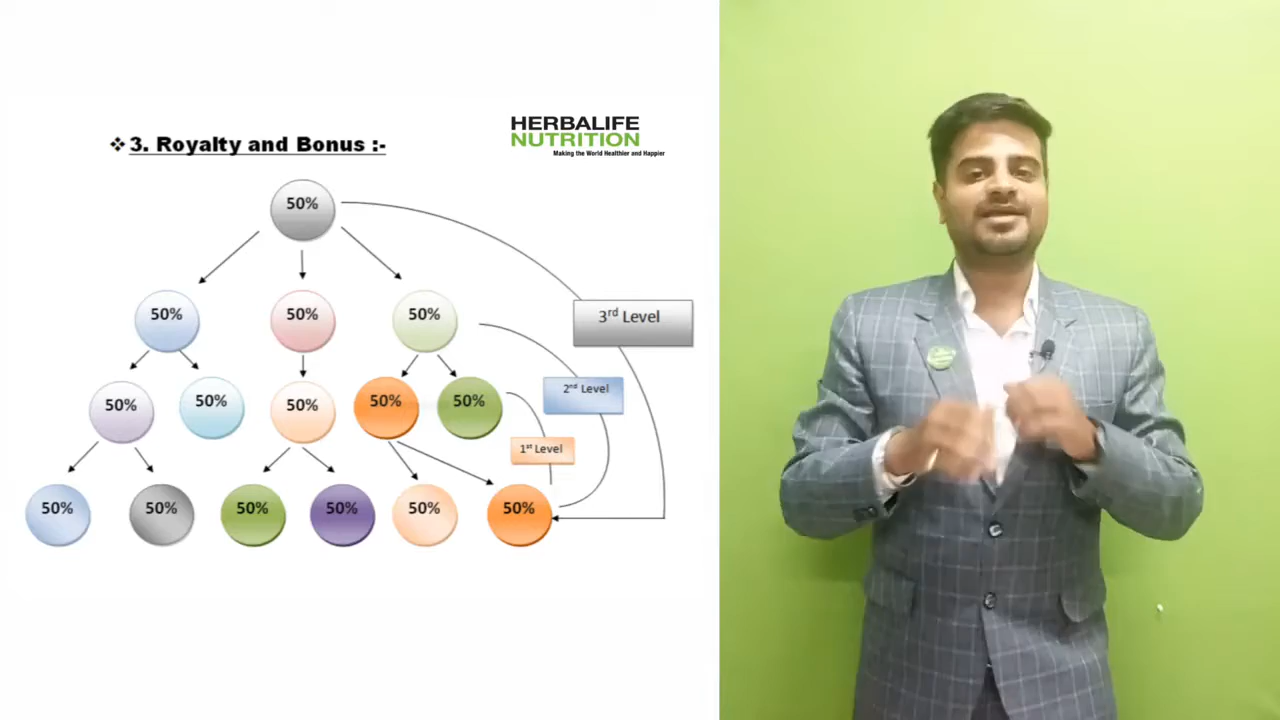 HERBALIFE
NUTRITION
Making the World Healthier and Happier
❖ 3. Royalty and Bonus :-
50%
50% 50% 50%
3rd Level
50% 50% 50% 50% 50%
2nd Level
1st Level
50% 50% 50% 50% 50% 50%